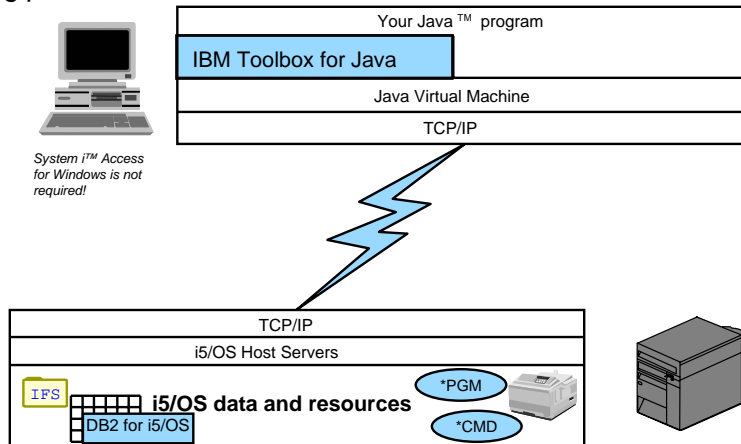 Your Java ™ program
IBM Toolbox for Java
Java Virtual Machine
TCP/IP
System i™ Access
for Windows is not
required!
TCP/IP
i5/OS Host Servers
IFS
i5/OS data and resources
DB2 for i5/OS
*PGM
*CMD